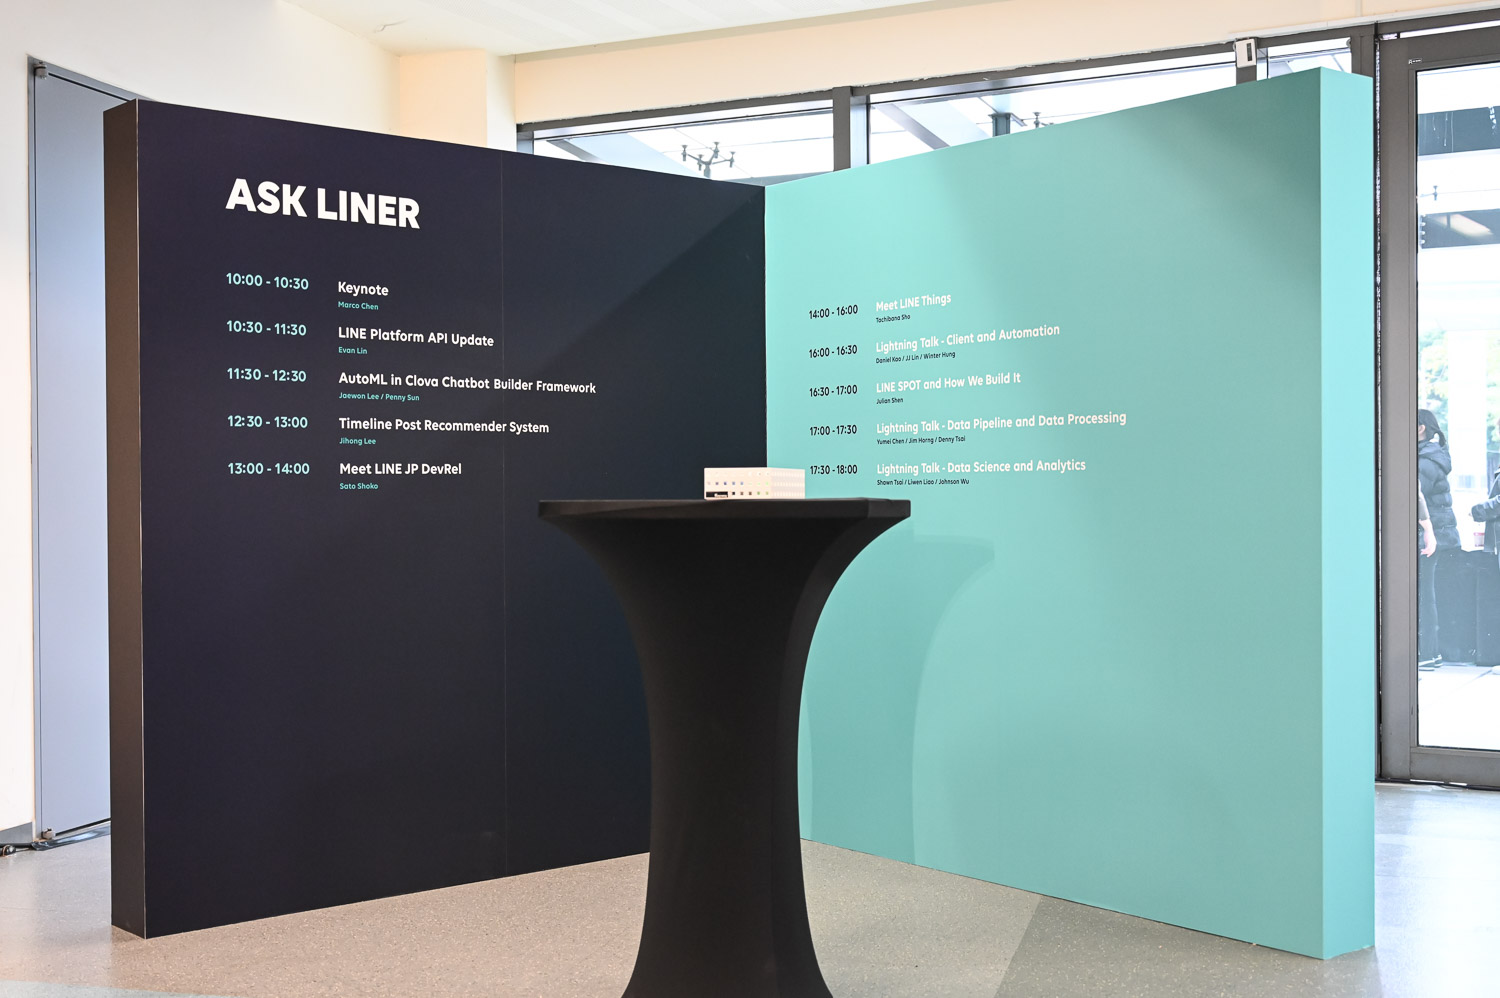 ASK LINER
10:00 - 10:30
Keynote
Marco Chen
10:30 - 11:30
LINE Platform API Update
Evan Lin
11:30 - 12:30
AutoML in Clova Chatbot Builder Framework
Jaewon Lee / Penny Sun
12:30 - 13:00
Timeline Post Recommender System
Jihong Lee
13:00 - 14:00
Meet LINE JP DevRel
Sato Shoko
14:00 - 16:00
Meet LINE Things
Tachibana Sho
16:00 - 16:30
Lightning Talk - Client and Automation
Daniel Kao / JJ Lin / Winter Hung
16:30 - 17:00
LINE SPOT and How We Build It
Julian Shen
17:00 - 17:30
Lightning Talk - Data Pipeline and Data Processing
Yumei Chen / Jim Horng / Denny Tsai
17:30 - 18:00
Lightning Talk - Data Science and Analytics
Shawn Tsai / Liwen Liao / Johnson Wu